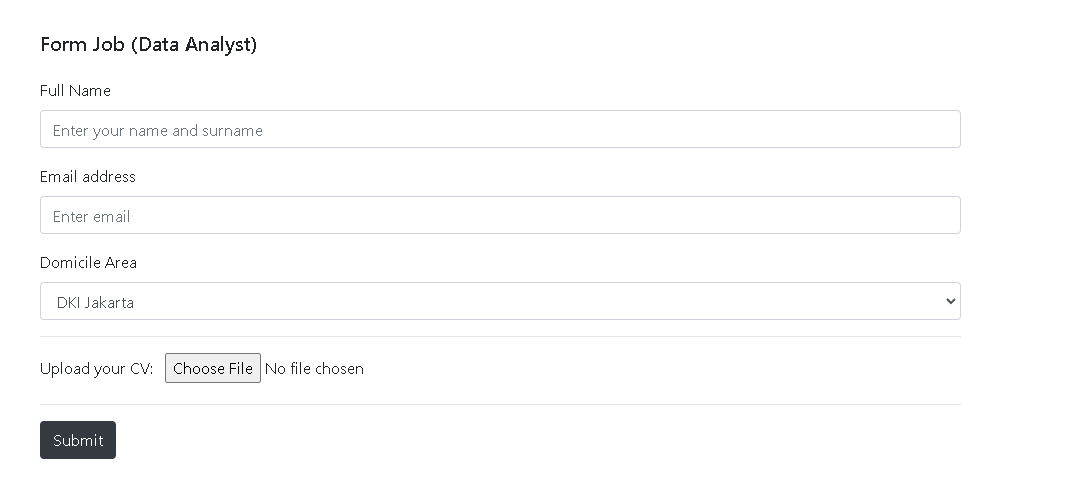 Form Job (Data Analyst)
Full Name
Enter your name and surname
Email address
Enter email
Domicile Area
DKI Jakarta
Upload your CV: Choose File No file chosen
Submit